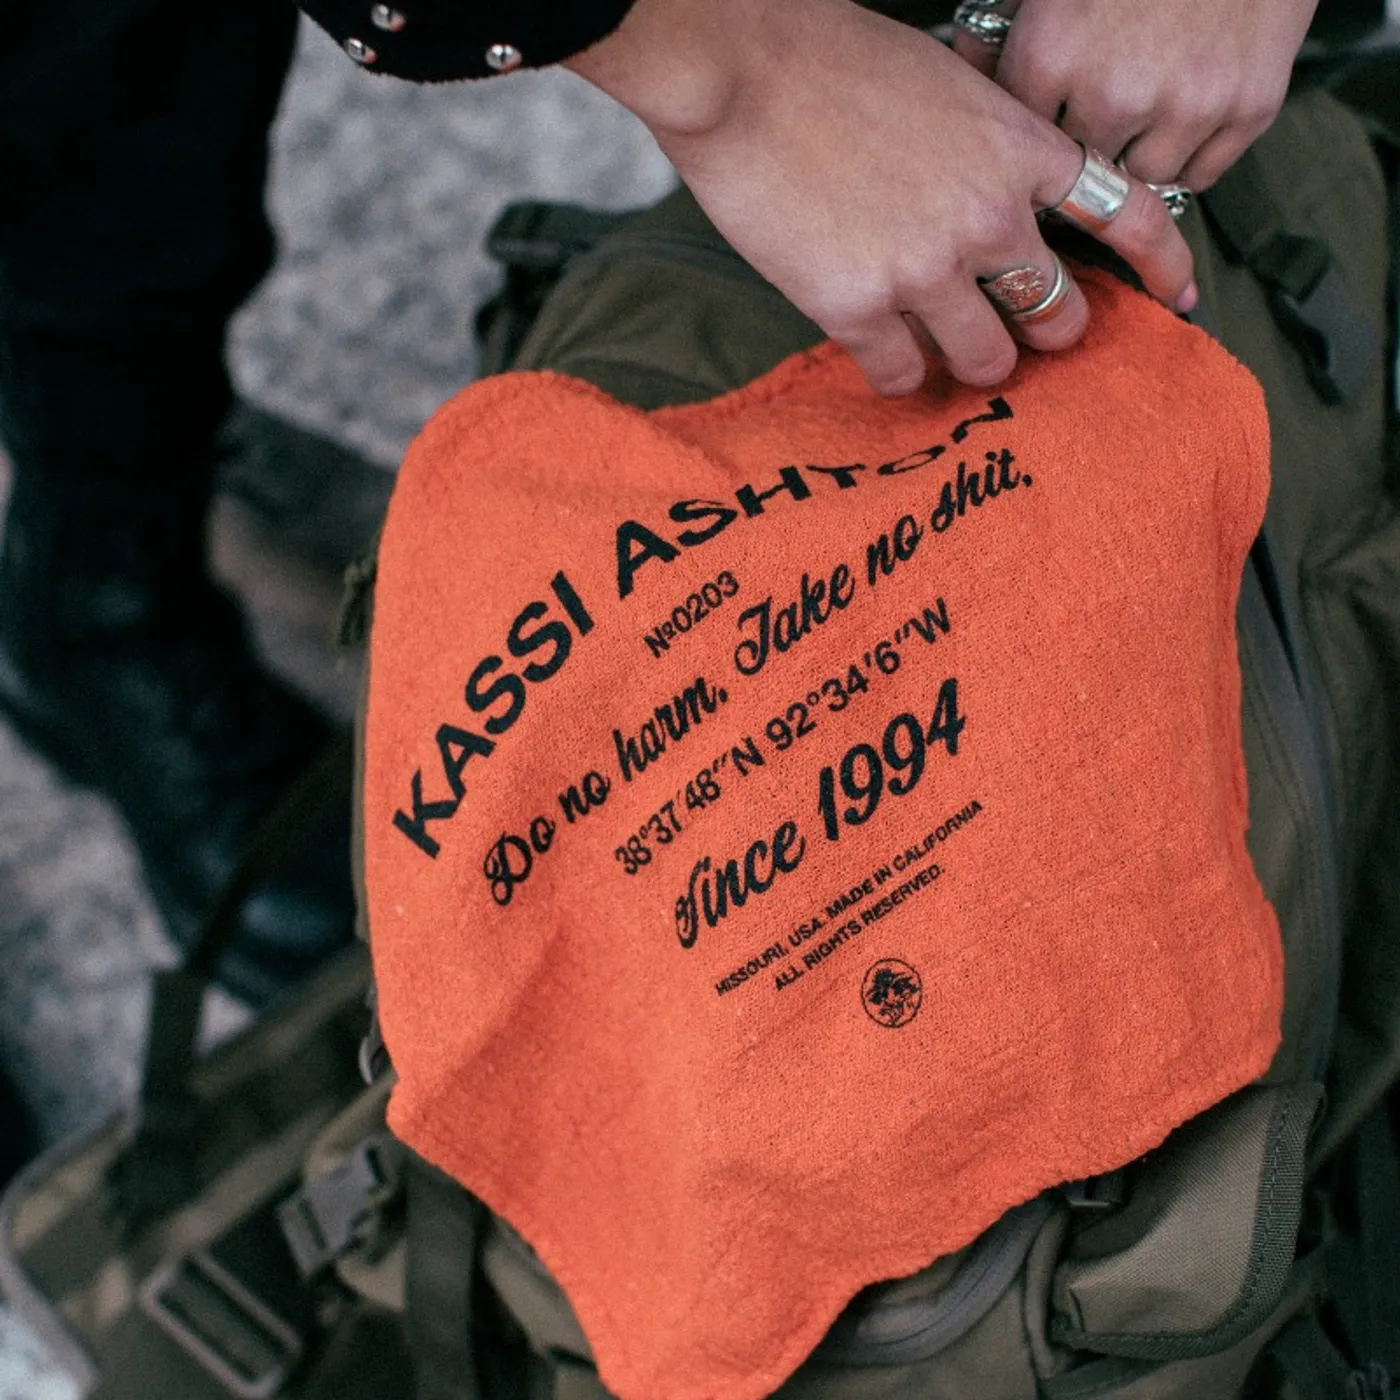 KASSI ASHTON
№0203
Do no harm. Take no shit.
38°37'48"N 92°34'6"W
Since 1994
MISSOURI, USA. MADE IN CALIFORNIA
ALL RIGHTS RESERVED.